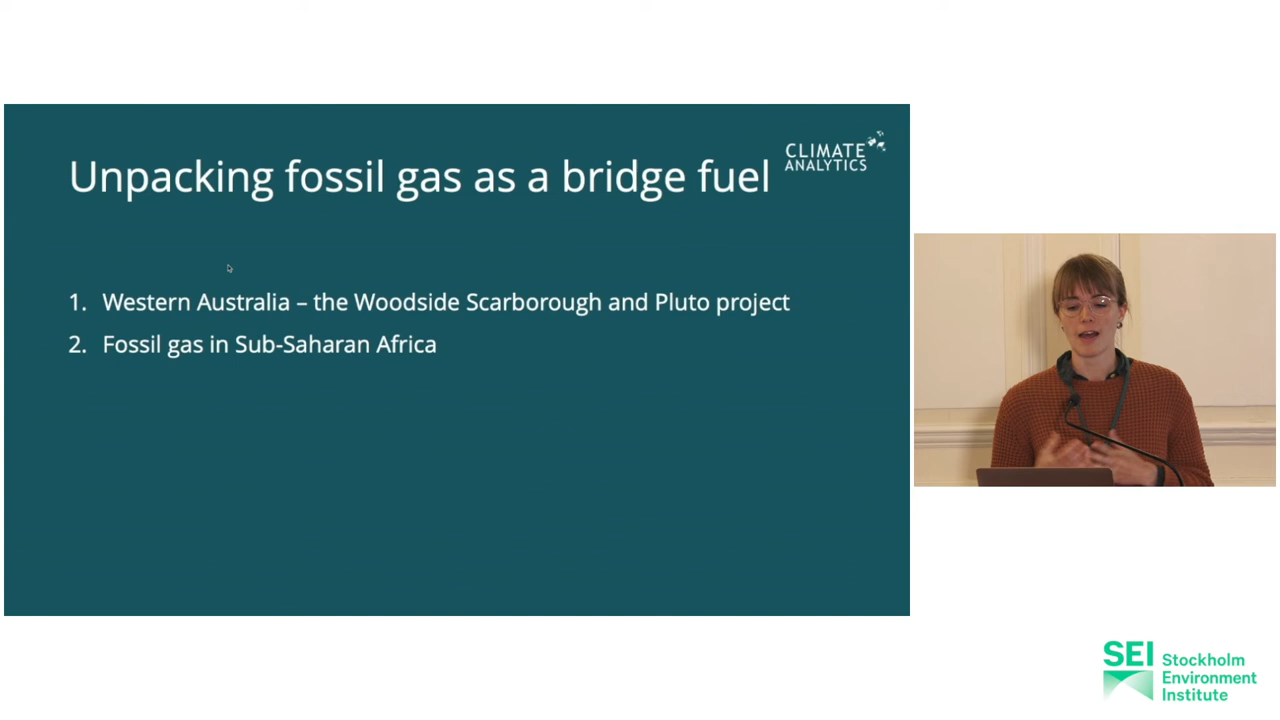 Unpacking fossil gas as a bridge fuel
CLIMATE
ANALYTICS
1. Western Australia – the Woodside Scarborough and Pluto project
2. Fossil gas in Sub-Saharan Africa
SEI Stockholm
Environment
Institute